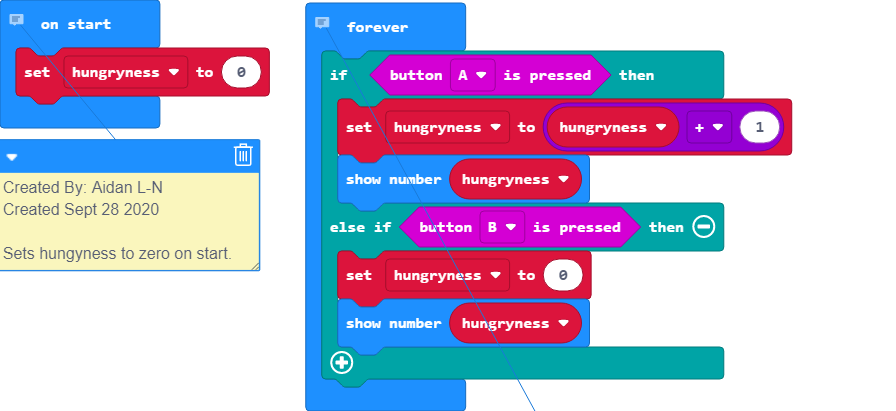 on start
set hungryness to 0
Created By: Aidan L-N
Created Sept 28 2020
Sets hungyness to zero on start.
forever
if button A is pressed then
set hungryness to hungryness + 1
show number hungryness
else if button B is pressed then
set hungryness to 0
show number hungryness